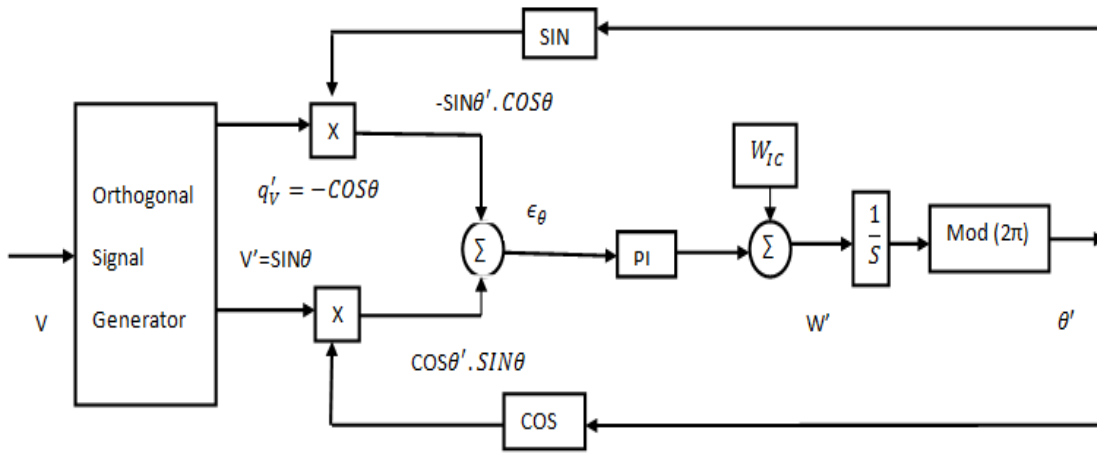 SIN
-SINθ′.COSθ
X
W_IC
Orthogonal
Signal
Generator
q′_V = −COSθ
ϵ_θ
V'=SINθ
Σ
PI
Σ
1/S
Mod (2π)
X
V
W'
θ′
COSθ′.SINθ
COS